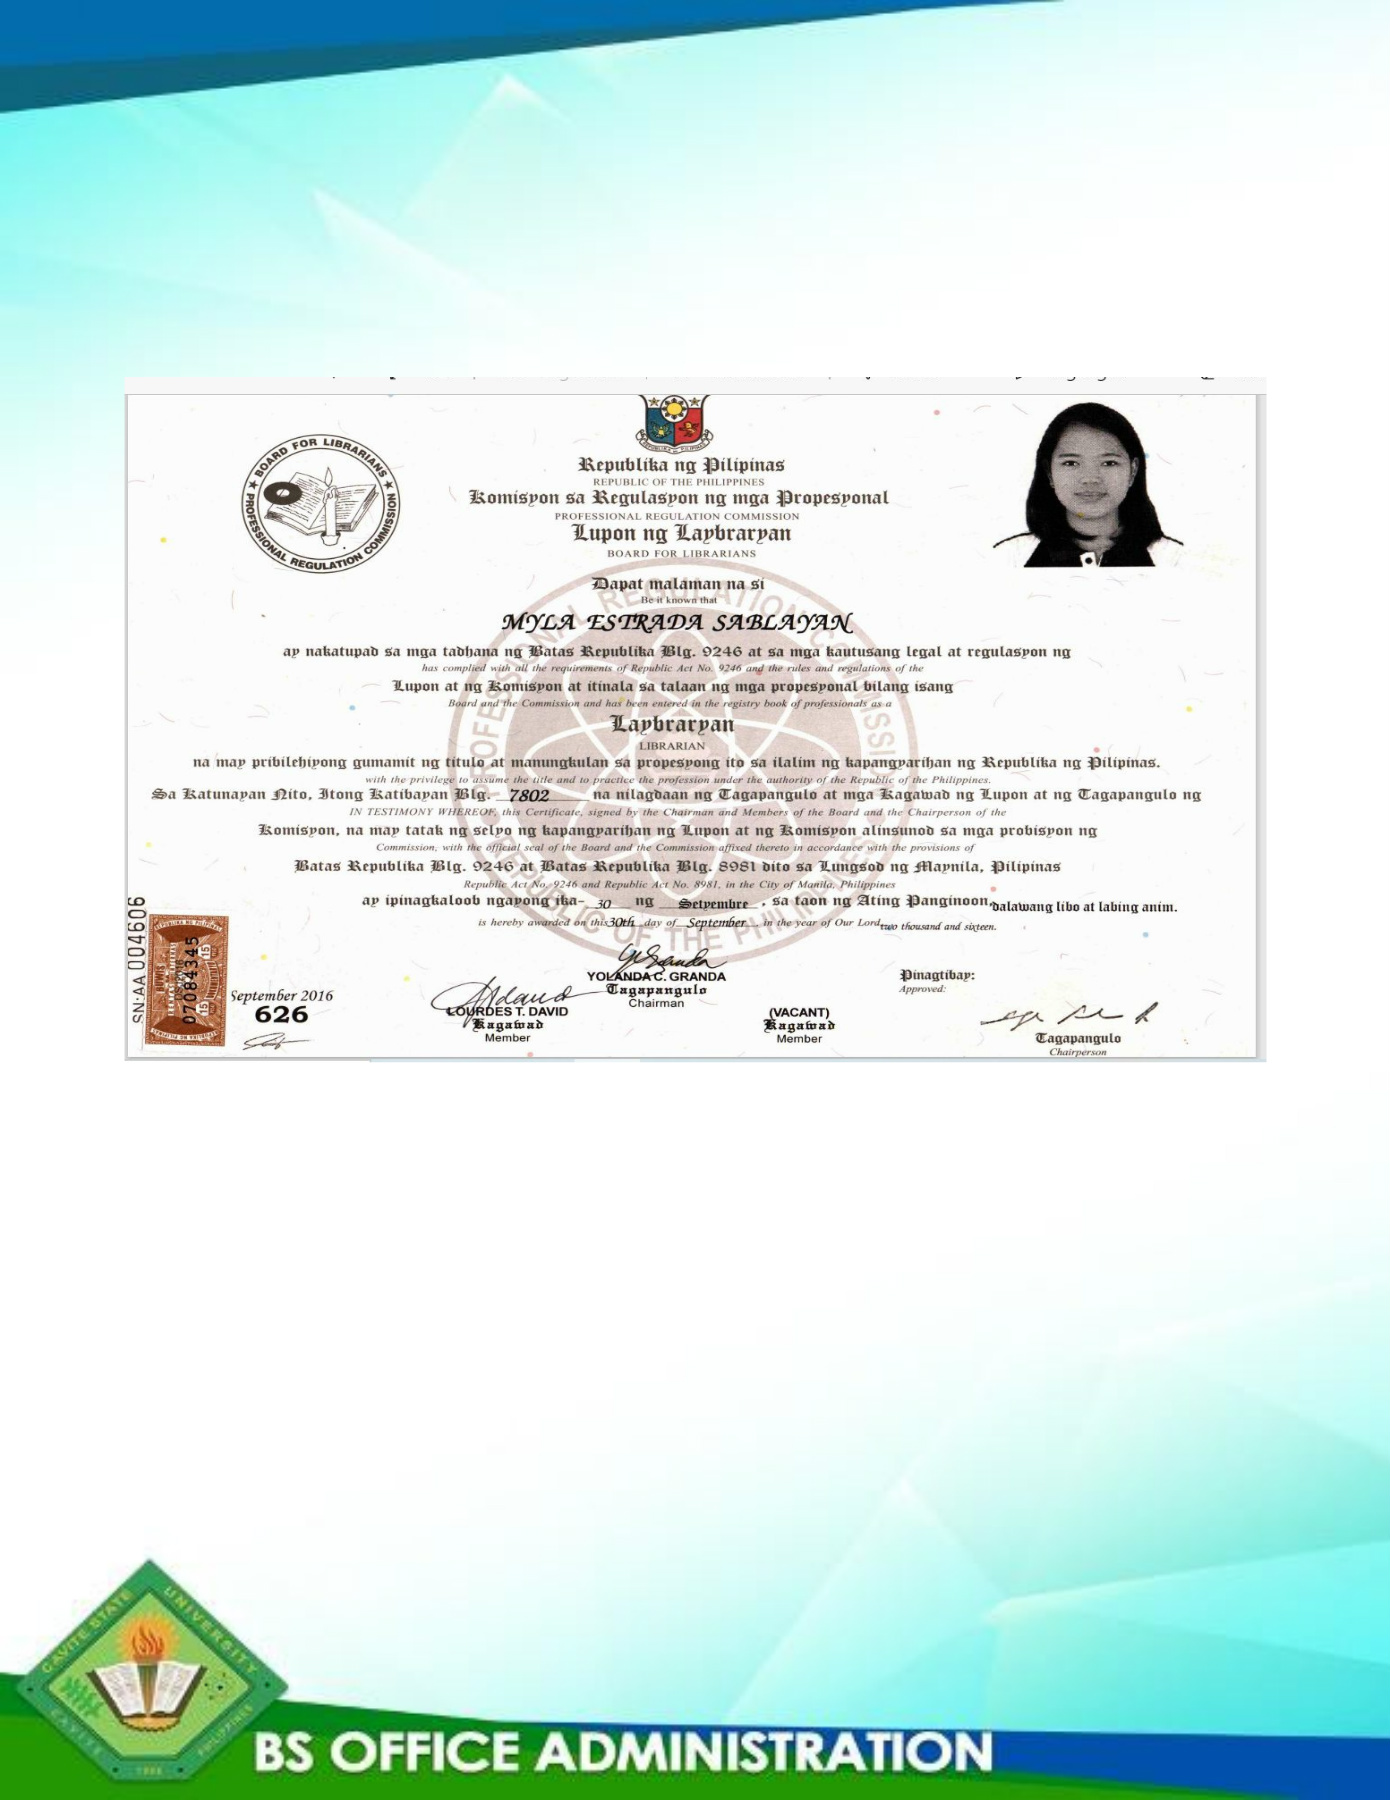 BOARD FOR LIBRARIANS
PROFESSIONAL REGULATION COMMISSION
Republika ng Pilipinas
REPUBLIC OF THE PHILIPPINES
Komisyon sa Regulasyon ng mga Propesyonal
PROFESSIONAL REGULATION COMMISSION
Lupon ng Laybraryan
BOARD FOR LIBRARIANS
Dapat malaman na si
Be it known that
MYLA ESTRADA SABLAYAN
ay nakatupad sa mga tadhana ng Batas Republika Blg. 9246 at sa mga kautusang legal at regulasyon ng
has complied with all the requirements of Republic Act No. 9246 and the rules and regulations of the
Lupon at ng Komisyon at itinala sa talaan ng mga propesyonal bilang isang
Board and the Commission and has been entered in the registry book of professionals as a
Laybraryan
LIBRARIAN
na may pribilehiyong gumamit ng titulo at manungkulan sa propesyong ito sa ilalim ng kapangyarihan ng Republika ng Pilipinas.
with the privilege to assume the title and to practice the profession under the authority of the Republic of the Philippines.
Sa Katunayan Nito, Itong Katibayan Blg. 7802 na nilagdaan ng Tagapangulo at mga Kagawad ng Lupon at ng Tagapangulo ng
IN TESTIMONY WHEREOF, this Certificate, signed by the Chairman and Members of the Board and the Chairperson of the
Komisyon, na may tatak ng selyo ng kapangyarihan ng Lupon at ng Komisyon alinsunod sa mga probisyon ng
Commission, with the official seal of the Board and the Commission affixed thereto in accordance with the provisions of
Batas Republika Blg. 9246 at Batas Republika Blg. 8981 dito sa Lungsod ng Maynila, Pilipinas
Republic Act No. 9246 and Republic Act No. 8981, in the City of Manila, Philippines
ay ipinagkaloob ngayong ika- 30 ng Setyembre, sa taon ng Ating Panginoon, dalawang libo at labing anim.
is hereby awarded on this 30th day of September in the year of Our Lord two thousand and sixteen.
PROFESSIONAL REGULATION COMMISSION
REPUBLIC OF THE PHILIPPINES
SN:AA004606
07084345
15
15
September 2016
626
YOLANDA C. GRANDA
Tagapangulo
Chairman
LOURDES T. DAVID
Kagawad
Member
(VACANT)
Kagawad
Member
Pinagtibay:
Approved:
Tagapangulo
Chairperson
CAVITE STATE UNIVERSITY
CAVITE
PHILIPPINES
BS OFFICE ADMINISTRATION